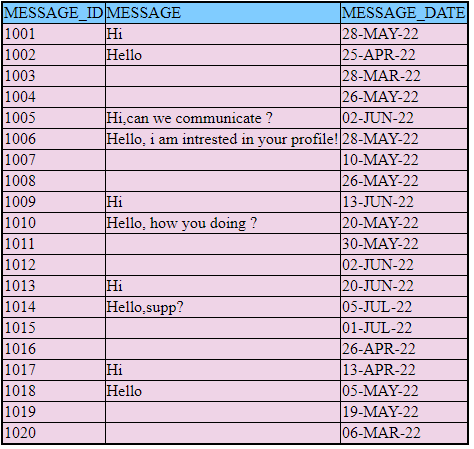 MESSAGE_ID MESSAGE MESSAGE_DATE
1001 Hi 28-MAY-22
1002 Hello 25-APR-22
1003 28-MAR-22
1004 26-MAY-22
1005 Hi,can we communicate ? 02-JUN-22
1006 Hello, i am intrested in your profile! 28-MAY-22
1007 10-MAY-22
1008 26-MAY-22
1009 Hi 13-JUN-22
1010 Hello, how you doing ? 20-MAY-22
1011 30-MAY-22
1012 02-JUN-22
1013 Hi 20-JUN-22
1014 Hello,supp? 05-JUL-22
1015 01-JUL-22
1016 26-APR-22
1017 Hi 13-APR-22
1018 Hello 05-MAY-22
1019 19-MAY-22
1020 06-MAR-22